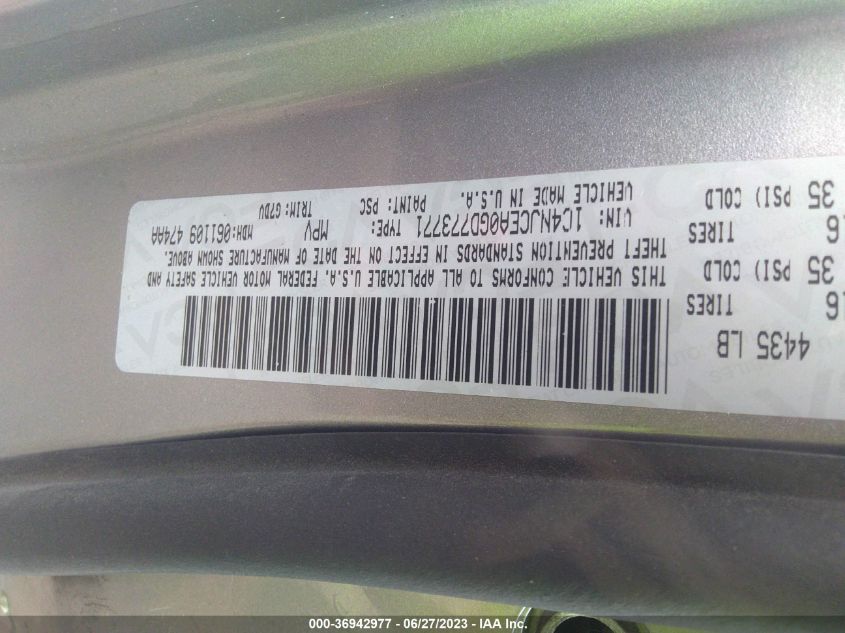 4435 LB
TIRES
35 PSI) COLD
TIRES
35 PSI) COLD
THIS VEHICLE CONFORMS TO ALL APPLICABLE U.S.A. FEDERAL MOTOR VEHICLE SAFETY AND
THEFT PREVENTION STANDARDS IN EFFECT ON THE DATE OF MANUFACTURE SHOWN ABOVE.
VIN: 1C4NJCEA0GD773771 TYPE: MPV MDH:061109 474AA
VEHICLE MADE IN U.S.A. PAINT: PSC TRIM: G7DV
000-36942977 - 06/27/2023 - IAA Inc.